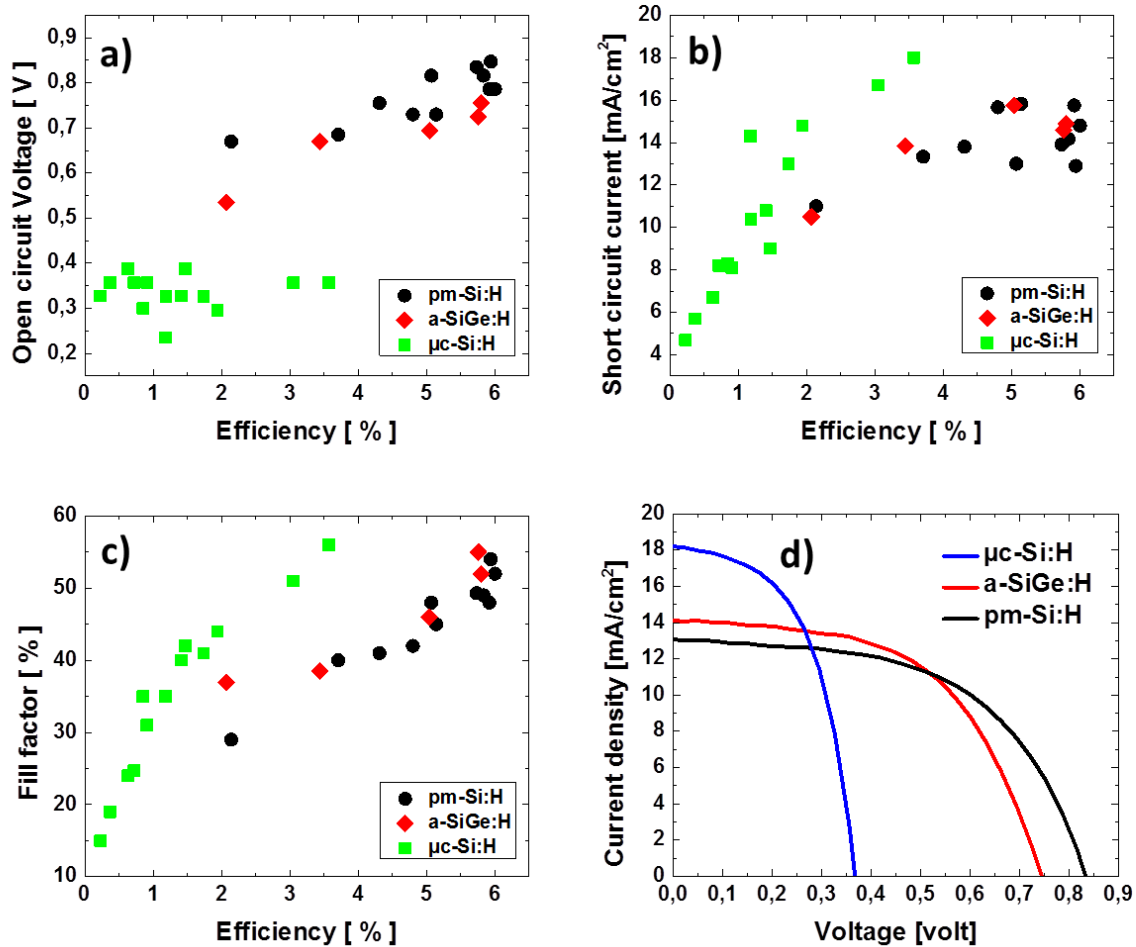 a)
Open circuit Voltage [ V ]
0,9
0,8
0,7
0,6
0,5
0,4
0,3
0,2
pm-Si:H
a-SiGe:H
µc-Si:H
0 1 2 3 4 5 6
Efficiency [ % ]
b)
Short circuit current [mA/cm²]
20
18
16
14
12
10
8
6
4
pm-Si:H
a-SiGe:H
µc-Si:H
0 1 2 3 4 5 6
Efficiency [ % ]
c)
Fill factor [ % ]
60
50
40
30
20
10
pm-Si:H
a-SiGe:H
µc-Si:H
0 1 2 3 4 5 6
Efficiency [ % ]
d)
Current density [mA/cm²]
20
18
16
14
12
10
8
6
4
2
0
µc-Si:H
a-SiGe:H
pm-Si:H
0,0 0,1 0,2 0,3 0,4 0,5 0,6 0,7 0,8 0,9
Voltage [volt]